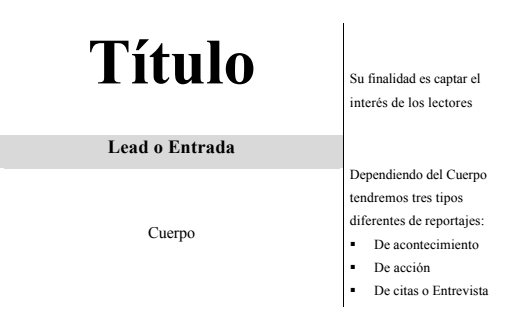 Título
Lead o Entrada
Cuerpo
Su finalidad es captar el
interés de los lectores
Dependiendo del Cuerpo
tendremos tres tipos
diferentes de reportajes:
▪ De acontecimiento
▪ De acción
▪ De citas o Entrevista